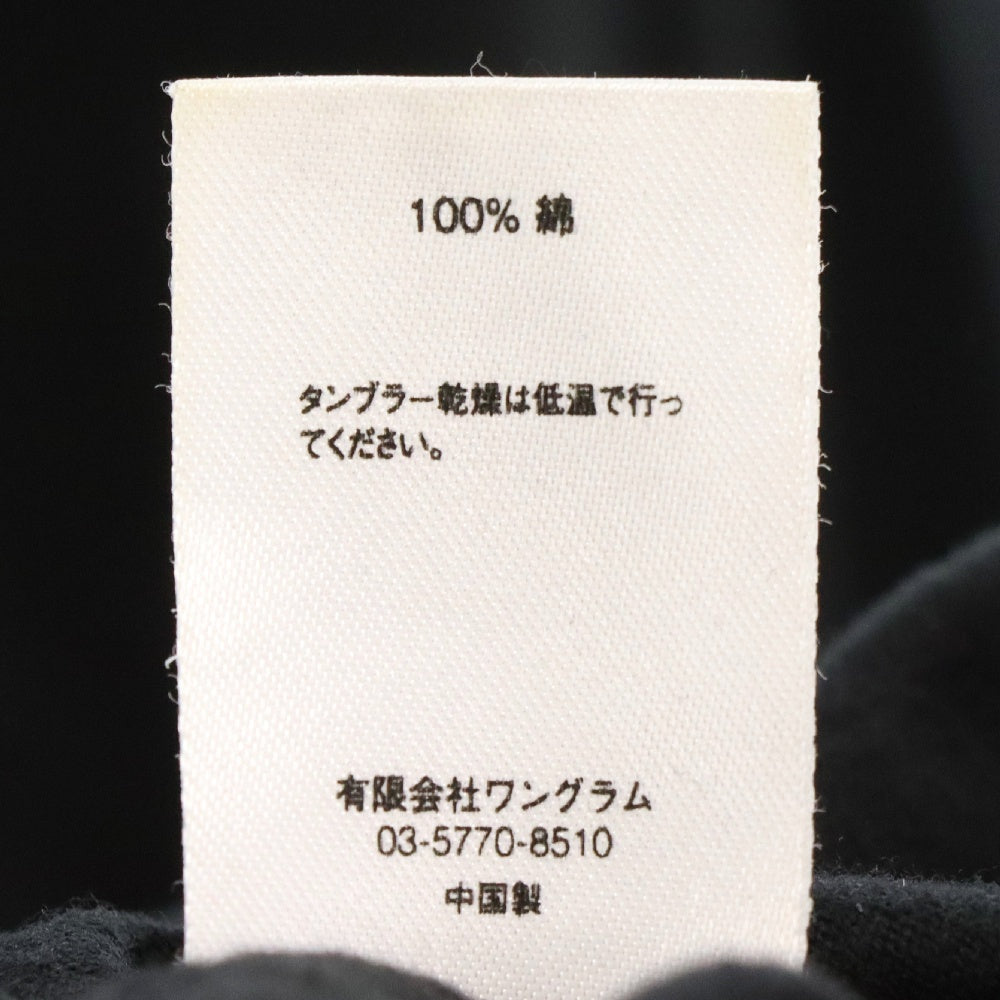 100% 綿
タンブラー乾燥は低温で行っ
てください。
有限会社ワングラム
03-5770-8510
中国製